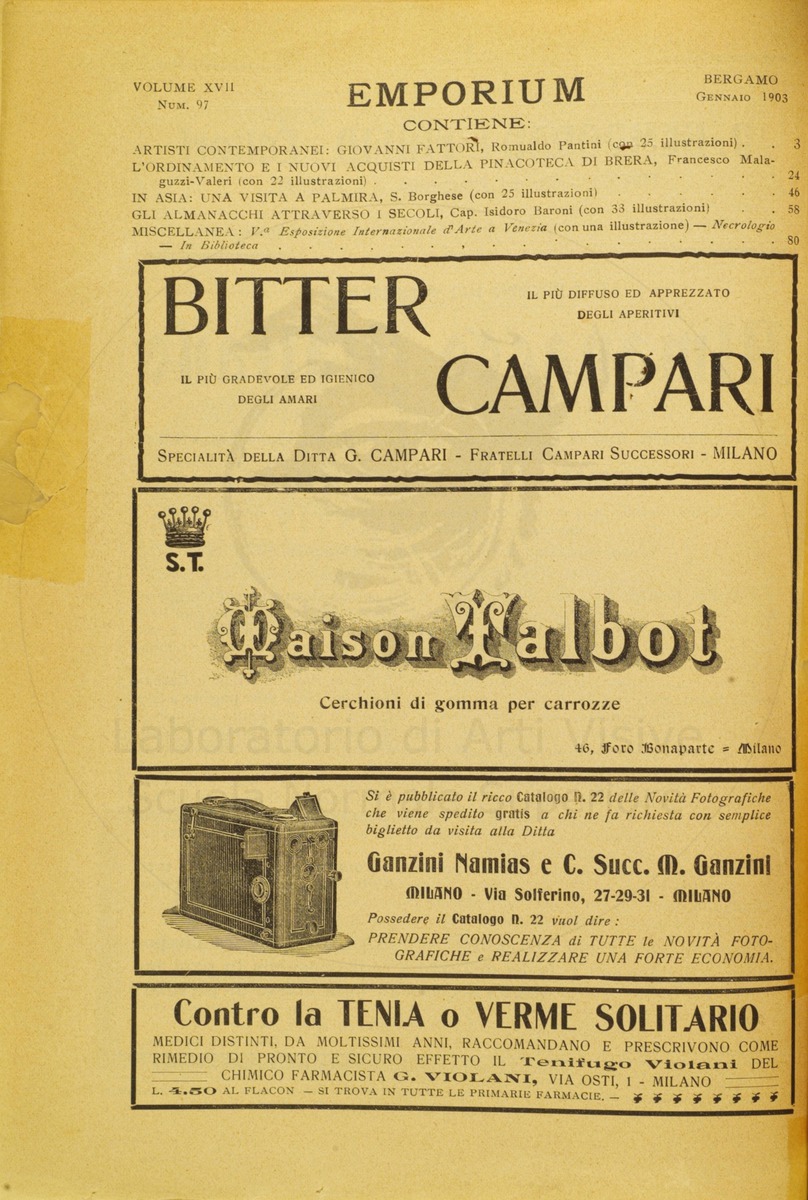 VOLUME XVII
Num. 97
EMPORIUM
BERGAMO
Gennaio 1903
CONTIENE:
ARTISTI CONTEMPORANEI: GIOVANNI FATTORI, Romualdo Pantini (con 25 illustrazioni) . . 3
L'ORDINAMENTO E I NUOVI ACQUISTI DELLA PINACOTECA DI BRERA, Francesco Mala-
guzzi-Valeri (con 22 illustrazioni) . . . . . . . . . . . . . 24
IN ASIA: UNA VISITA A PALMIRA, S. Borghese (con 25 illustrazioni) . . . . . . 46
GLI ALMANACCHI ATTRAVERSO I SECOLI, Cap. Isidoro Baroni (con 33 illustrazioni) . . 58
MISCELLANEA: V.ª Esposizione Internazionale d'Arte a Venezia (con una illustrazione) — Necrologio
— In Biblioteca . . . . . . . . . . . . . . . . . 80
BITTER
IL PIÙ DIFFUSO ED APPREZZATO
DEGLI APERITIVI
IL PIÙ GRADEVOLE ED IGIENICO
DEGLI AMARI
CAMPARI
Specialità della Ditta G. CAMPARI - Fratelli Campari Successori - MILANO
S.T.
Maison Talbot
Cerchioni di gomma per carrozze
46, Foro Bonaparte = Milano
Laboratorio di Arti Visive
Si è pubblicato il ricco Catalogo N. 22 delle Novità Fotografiche
che viene spedito gratis a chi ne fa richiesta con semplice
biglietto da visita alla Ditta
Ganzini Namias e C. Succ. M. Ganzini
MILANO - Via Solferino, 27-29-31 - MILANO
Possedere il Catalogo N. 22 vuol dire:
PRENDERE CONOSCENZA di TUTTE le NOVITÀ FOTO-
GRAFICHE e REALIZZARE UNA FORTE ECONOMIA.
Contro la TENIA o VERME SOLITARIO
MEDICI DISTINTI, DA MOLTISSIMI ANNI, RACCOMANDANO E PRESCRIVONO COME
RIMEDIO DI PRONTO E SICURO EFFETTO IL Tenifugo Violani DEL
CHIMICO FARMACISTA G. VIOLANI, VIA OSTI, 1 - MILANO
L. 4.50 AL FLACON — SI TROVA IN TUTTE LE PRIMARIE FARMACIE. —